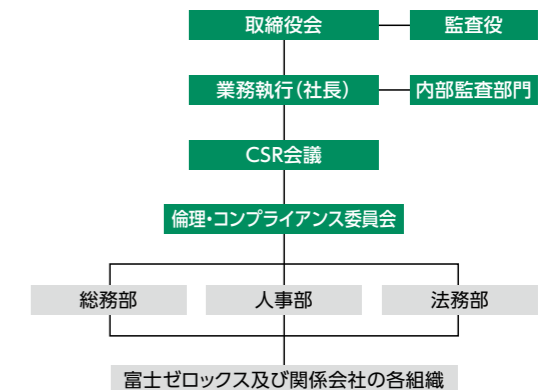 取締役会
監査役
業務執行（社長）
内部監査部門
CSR会議
倫理・コンプライアンス委員会
総務部
人事部
法務部
富士ゼロックス及び関係会社の各組織